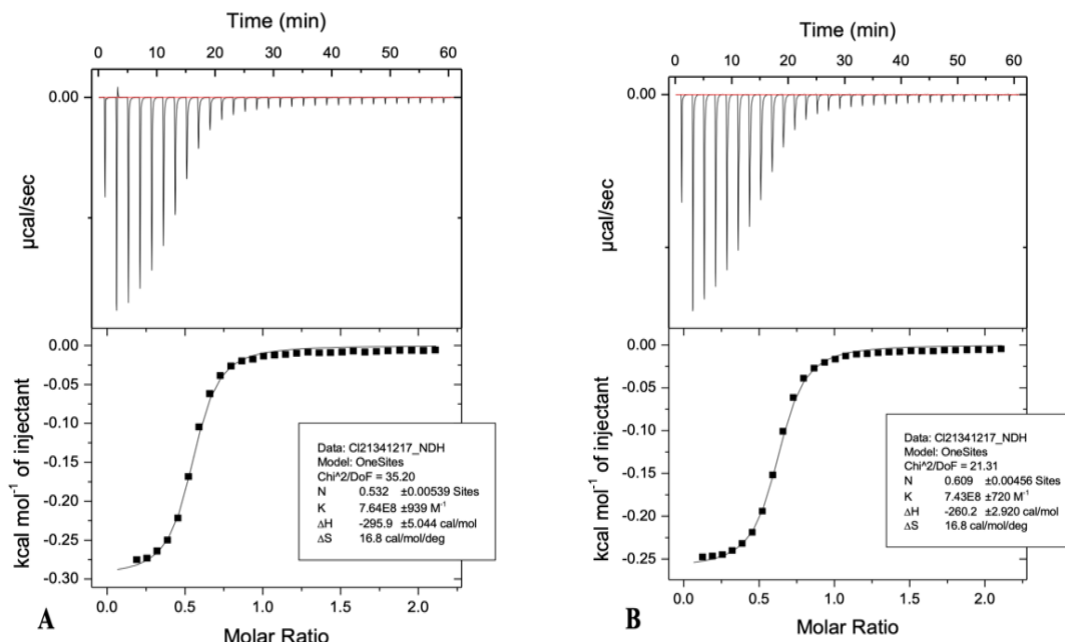 Time (min)
0 10 20 30 40 50 60
0.00
µcal/sec
0.00
-0.05
-0.10
-0.15
-0.20
-0.25
-0.30
kcal mol⁻¹ of injectant
Data: Cl21341217_NDH
Model: OneSites
Chi^2/DoF = 35.20
N 0.532 ±0.00539 Sites
K 7.64E8 ±939 M⁻¹
ΔH -295.9 ±5.044 cal/mol
ΔS 16.8 cal/mol/deg
0.0 0.5 1.0 1.5 2.0
Molar Ratio
A
Time (min)
0 10 20 30 40 50 60
0.00
µcal/sec
0.00
-0.05
-0.10
-0.15
-0.20
-0.25
kcal mol⁻¹ of injectant
Data: Cl21341217_NDH
Model: OneSites
Chi^2/DoF = 21.31
N 0.609 ±0.00456 Sites
K 7.43E8 ±720 M⁻¹
ΔH -260.2 ±2.920 cal/mol
ΔS 16.8 cal/mol/deg
0.0 0.5 1.0 1.5 2.0
Molar Ratio
B